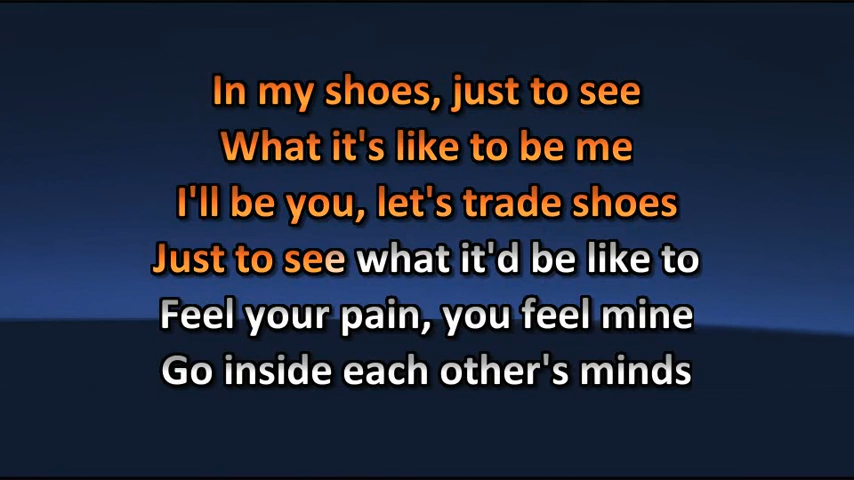 In my shoes, just to see
What it's like to be me
I'll be you, let's trade shoes
Just to see what it'd be like to
Feel your pain, you feel mine
Go inside each other's minds